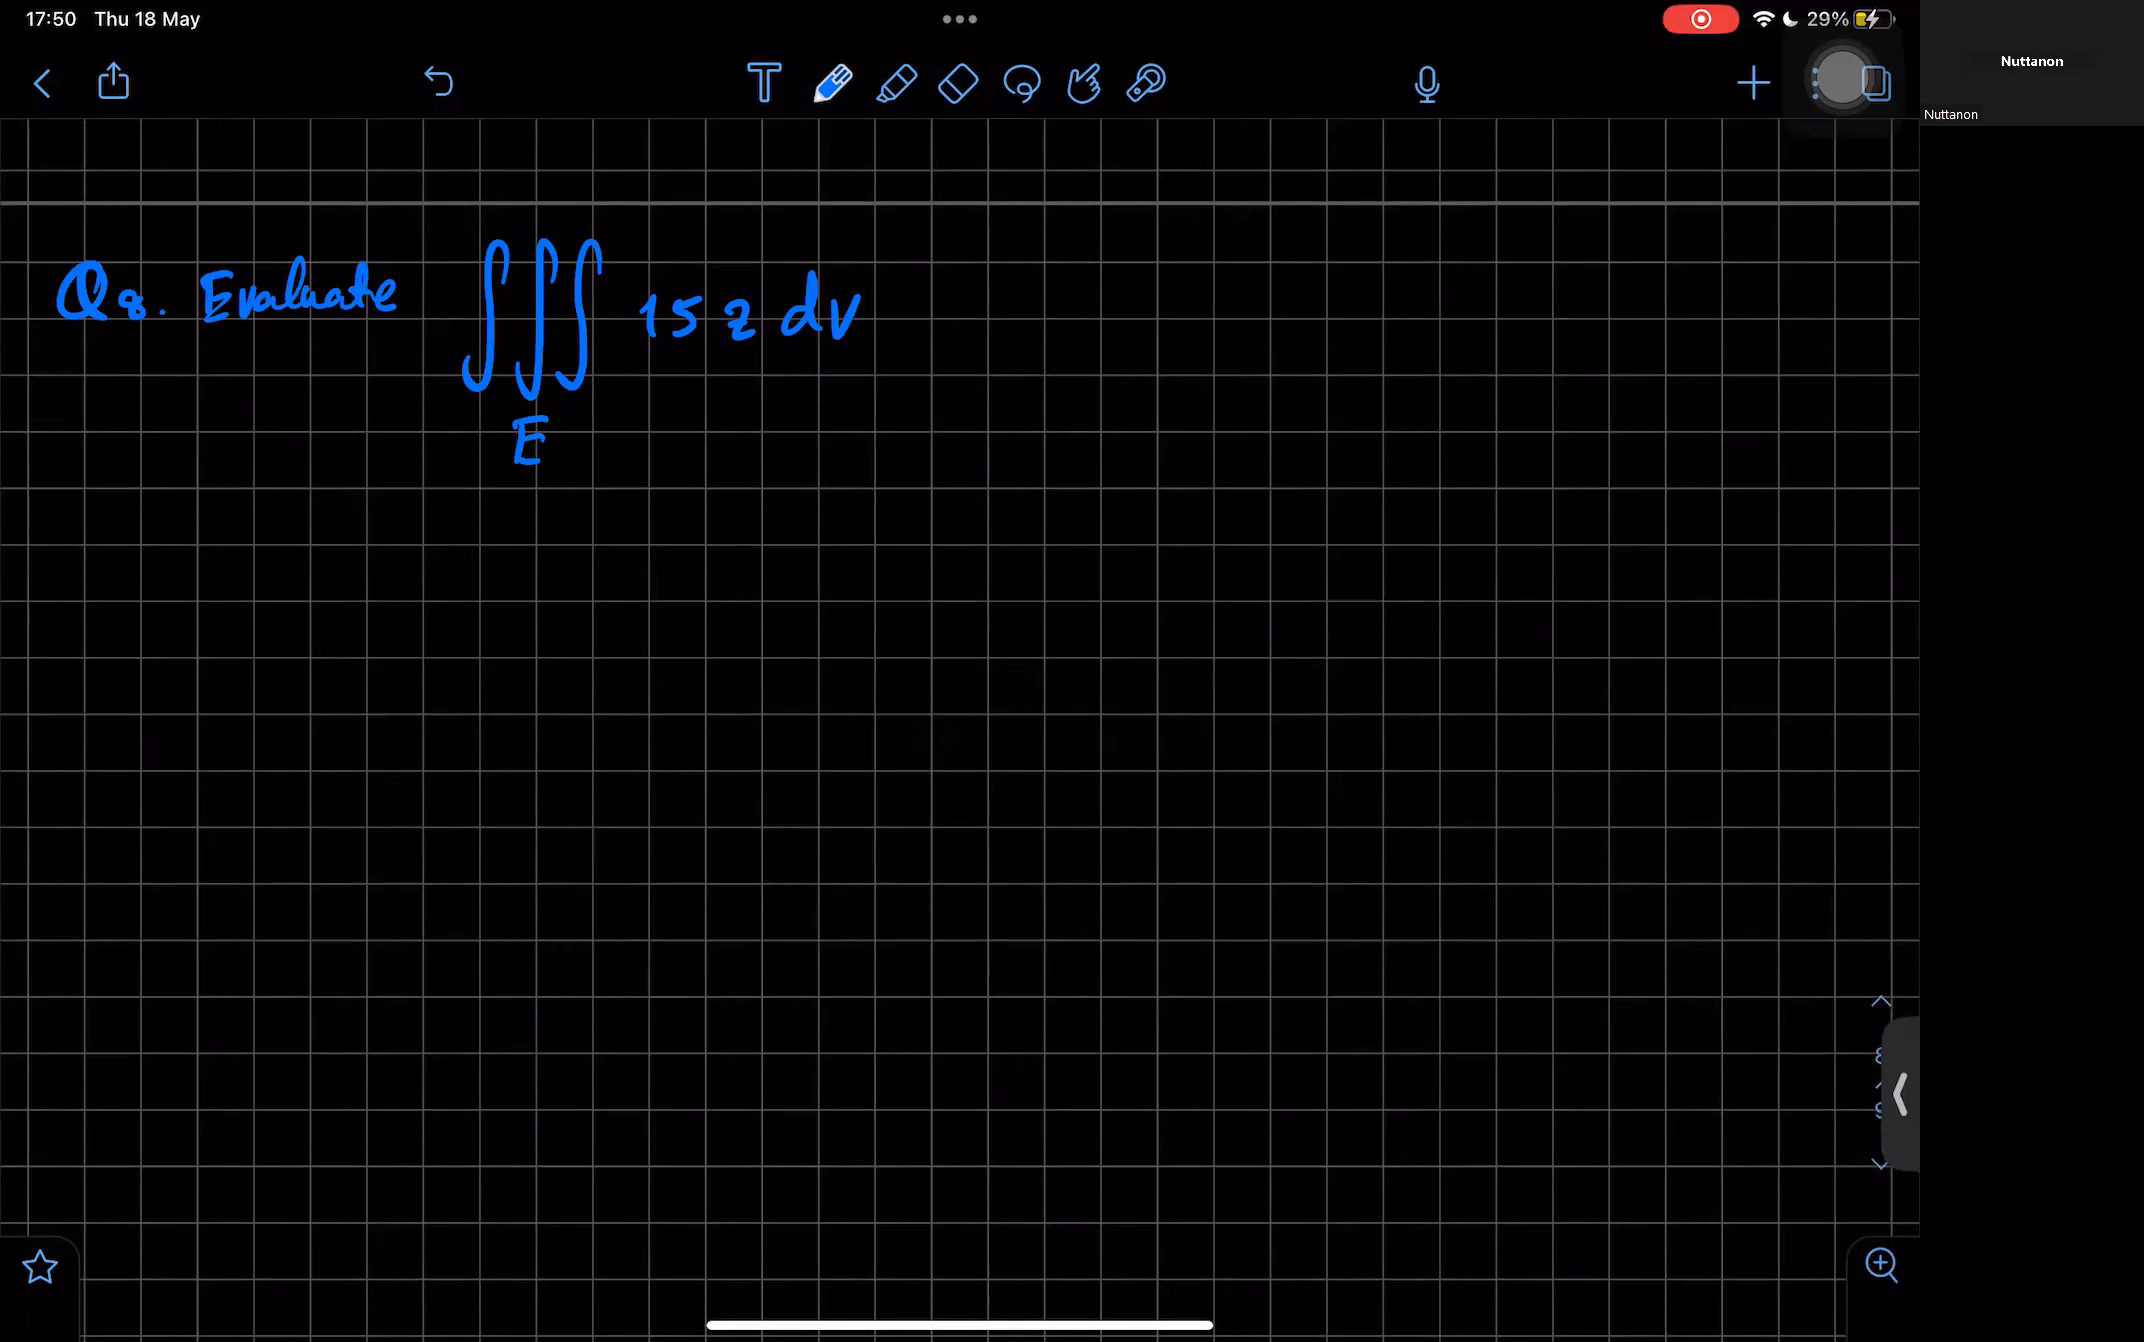 17:50 Thu 18 May
29%
Nuttanon
Nuttanon
Q8. Evaluate ∭ 15 z dV
E